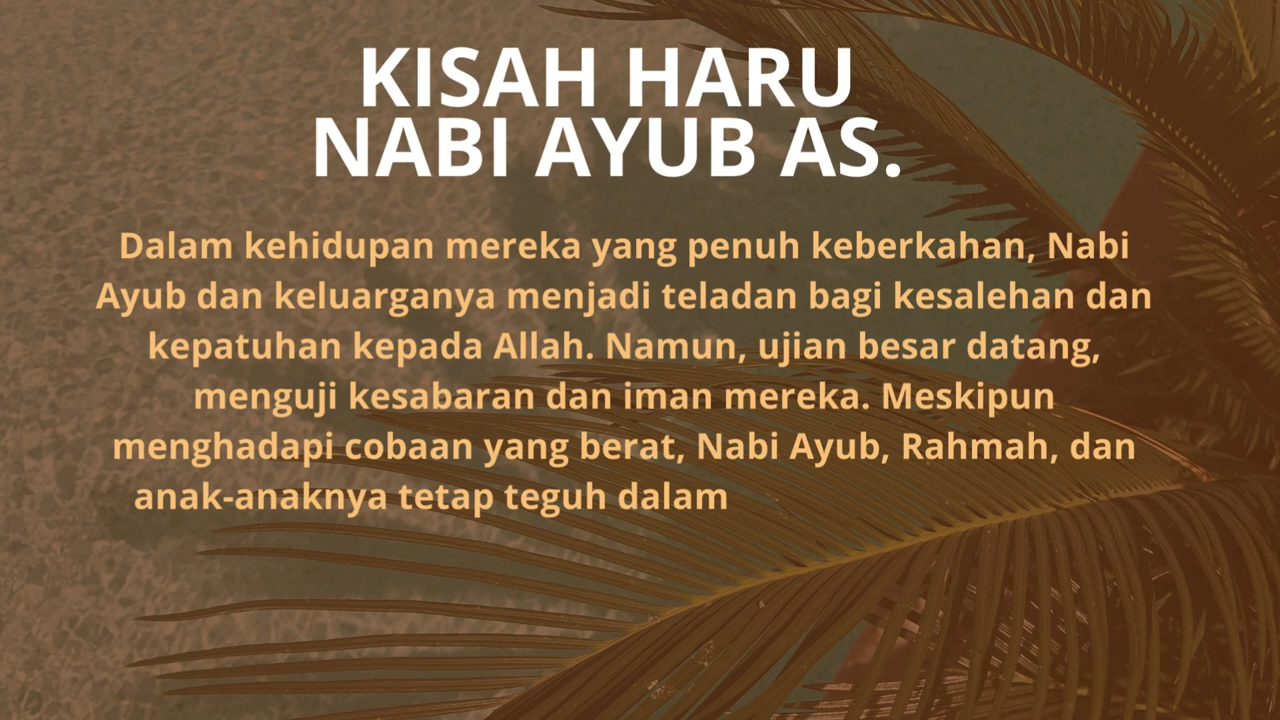 KISAH HARU
NABI AYUB AS.
Dalam kehidupan mereka yang penuh keberkahan, Nabi
Ayub dan keluarganya menjadi teladan bagi kesalehan dan
kepatuhan kepada Allah. Namun, ujian besar datang,
menguji kesabaran dan iman mereka. Meskipun
menghadapi cobaan yang berat, Nabi Ayub, Rahmah, dan
anak-anaknya tetap teguh dalam